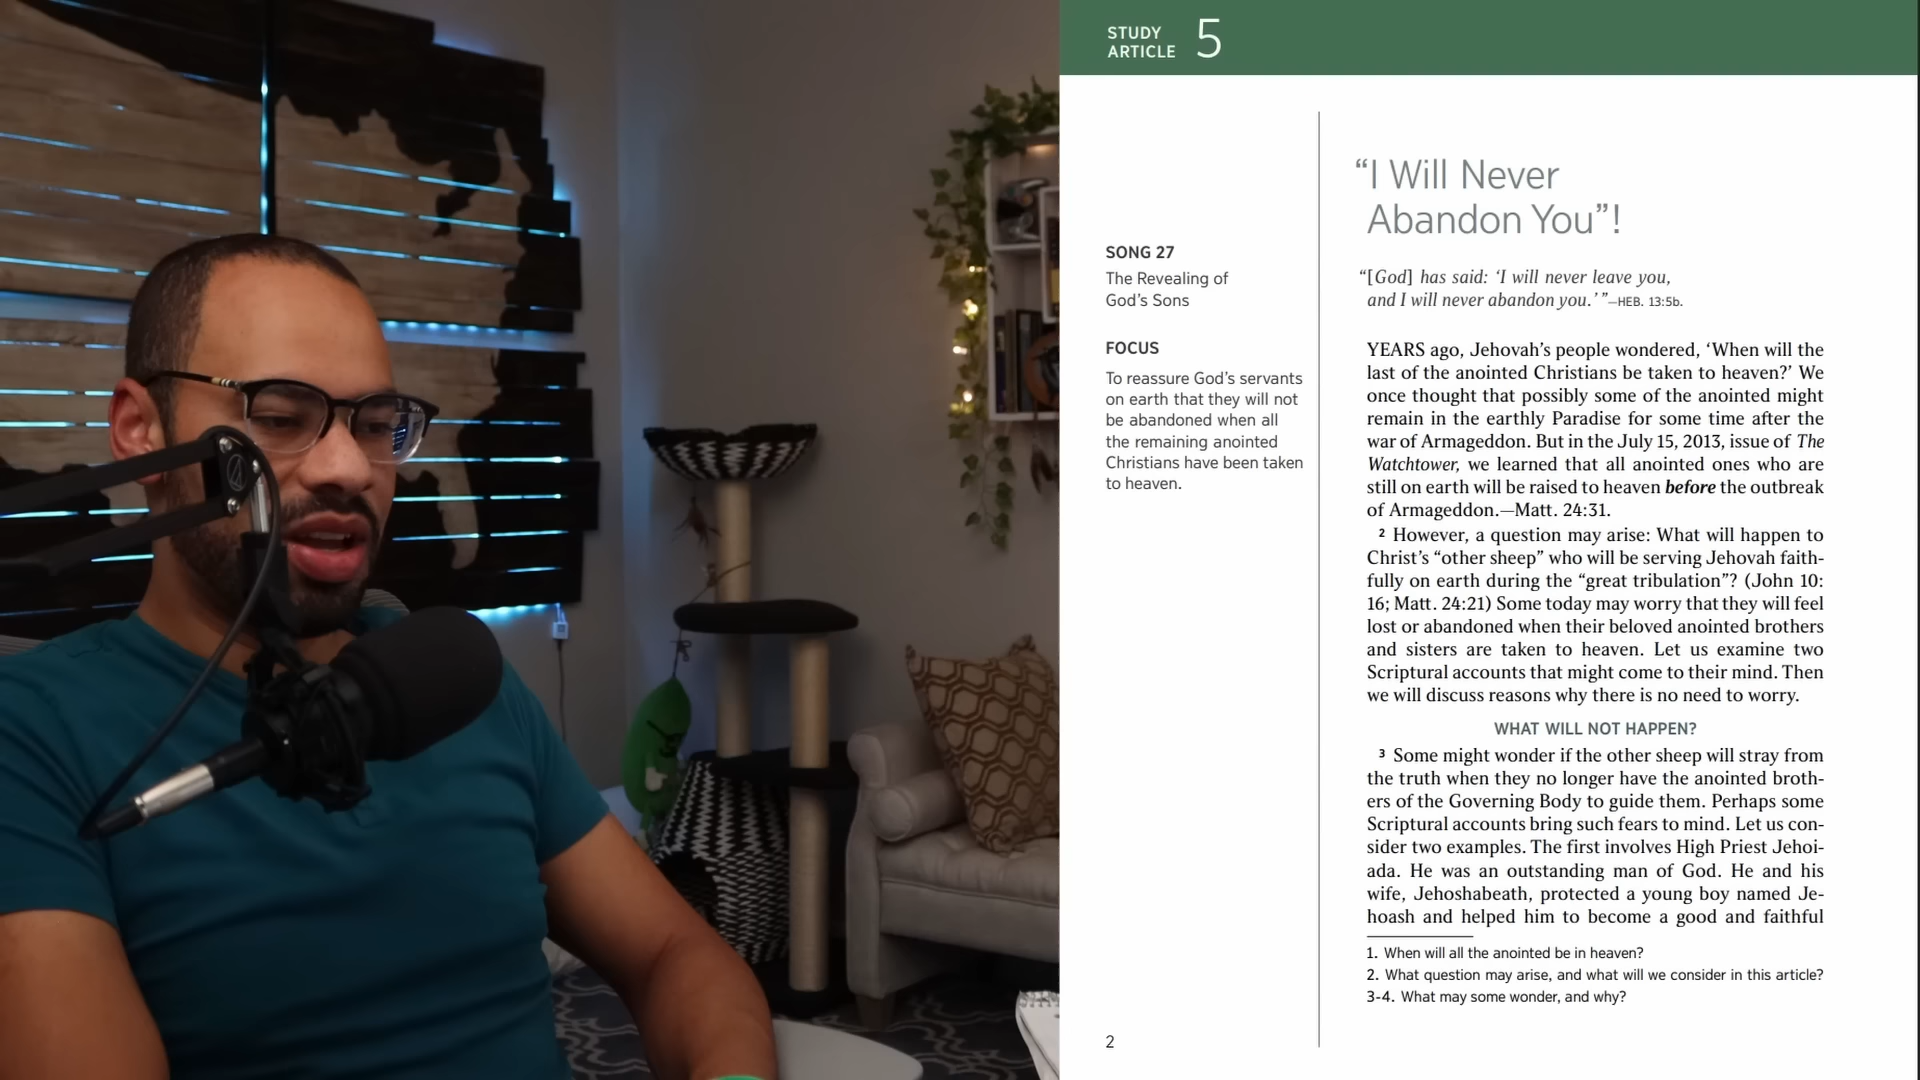 STUDY
ARTICLE 5
“I Will Never
Abandon You”!
“[God] has said: ‘I will never leave you,
and I will never abandon you.’”—HEB. 13:5b.
SONG 27
The Revealing of
God’s Sons
FOCUS
To reassure God’s servants
on earth that they will not
be abandoned when all
the remaining anointed
Christians have been taken
to heaven.
YEARS ago, Jehovah’s people wondered, ‘When will the
last of the anointed Christians be taken to heaven?’ We
once thought that possibly some of the anointed might
remain in the earthly Paradise for some time after the
war of Armageddon. But in the July 15, 2013, issue of The
Watchtower, we learned that all anointed ones who are
still on earth will be raised to heaven before the outbreak
of Armageddon.—Matt. 24:31.
2 However, a question may arise: What will happen to
Christ’s “other sheep” who will be serving Jehovah faith-
fully on earth during the “great tribulation”? (John 10:
16; Matt. 24:21) Some today may worry that they will feel
lost or abandoned when their beloved anointed brothers
and sisters are taken to heaven. Let us examine two
Scriptural accounts that might come to their mind. Then
we will discuss reasons why there is no need to worry.
WHAT WILL NOT HAPPEN?
3 Some might wonder if the other sheep will stray from
the truth when they no longer have the anointed broth-
ers of the Governing Body to guide them. Perhaps some
Scriptural accounts bring such fears to mind. Let us con-
sider two examples. The first involves High Priest Jehoi-
ada. He was an outstanding man of God. He and his
wife, Jehoshabeath, protected a young boy named Je-
hoash and helped him to become a good and faithful
1. When will all the anointed be in heaven?
2. What question may arise, and what will we consider in this article?
3-4. What may some wonder, and why?
2